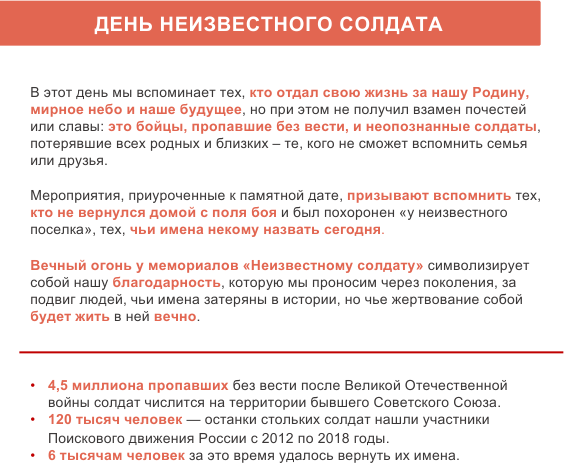 ДЕНЬ НЕИЗВЕСТНОГО СОЛДАТА
В этот день мы вспоминает тех, кто отдал свою жизнь за нашу Родину,
мирное небо и наше будущее, но при этом не получил взамен почестей
или славы: это бойцы, пропавшие без вести, и неопознанные солдаты,
потерявшие всех родных и близких – те, кого не сможет вспомнить семья
или друзья.
Мероприятия, приуроченные к памятной дате, призывают вспомнить тех,
кто не вернулся домой с поля боя и был похоронен «у неизвестного
поселка», тех, чьи имена некому назвать сегодня.
Вечный огонь у мемориалов «Неизвестному солдату» символизирует
собой нашу благодарность, которую мы проносим через поколения, за
подвиг людей, чьи имена затеряны в истории, но чье жертвование собой
будет жить в ней вечно.
• 4,5 миллиона пропавших без вести после Великой Отечественной
войны солдат числится на территории бывшего Советского Союза.
• 120 тысяч человек — останки стольких солдат нашли участники
Поискового движения России с 2012 по 2018 годы.
• 6 тысячам человек за это время удалось вернуть их имена.